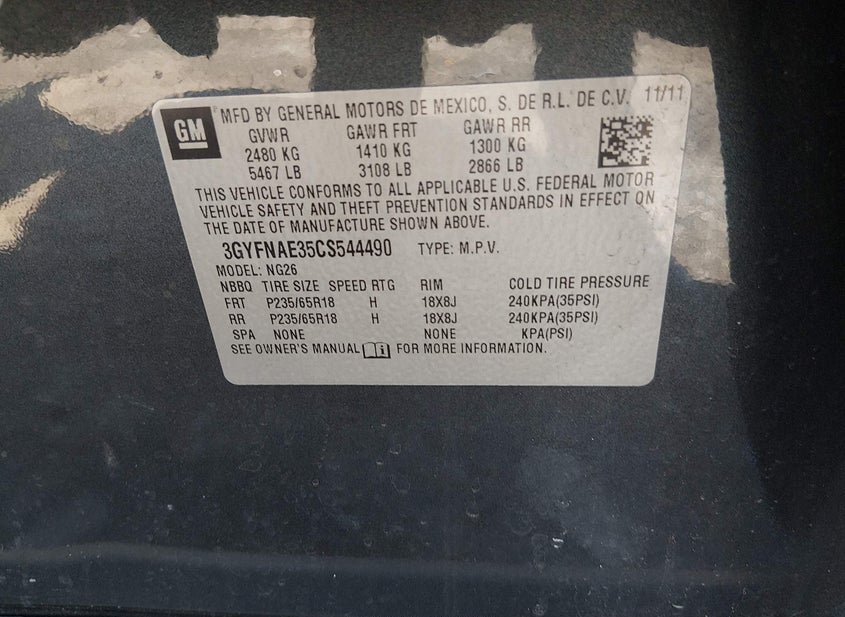 GM MFD BY GENERAL MOTORS DE MEXICO, S. DE R.L. DE C.V. 11/11
GVWR GAWR FRT GAWR RR
2480 KG 1410 KG 1300 KG
5467 LB 3108 LB 2866 LB
THIS VEHICLE CONFORMS TO ALL APPLICABLE U.S. FEDERAL MOTOR
VEHICLE SAFETY AND THEFT PREVENTION STANDARDS IN EFFECT ON
THE DATE OF MANUFACTURE SHOWN ABOVE.
3GYFNAE35CS544490 TYPE: M.P.V.
MODEL: NG26
NBBQ TIRE SIZE SPEED RTG RIM COLD TIRE PRESSURE
FRT P235/65R18 H 18X8J 240KPA(35PSI)
RR P235/65R18 H 18X8J 240KPA(35PSI)
SPA NONE NONE KPA(PSI)
SEE OWNER'S MANUAL FOR MORE INFORMATION.